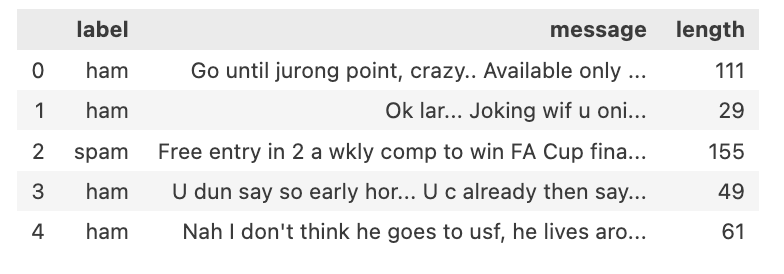 label message length
0 ham Go until jurong point, crazy.. Available only ... 111
1 ham Ok lar... Joking wif u oni... 29
2 spam Free entry in 2 a wkly comp to win FA Cup fina... 155
3 ham U dun say so early hor... U c already then say... 49
4 ham Nah I don't think he goes to usf, he lives aro... 61